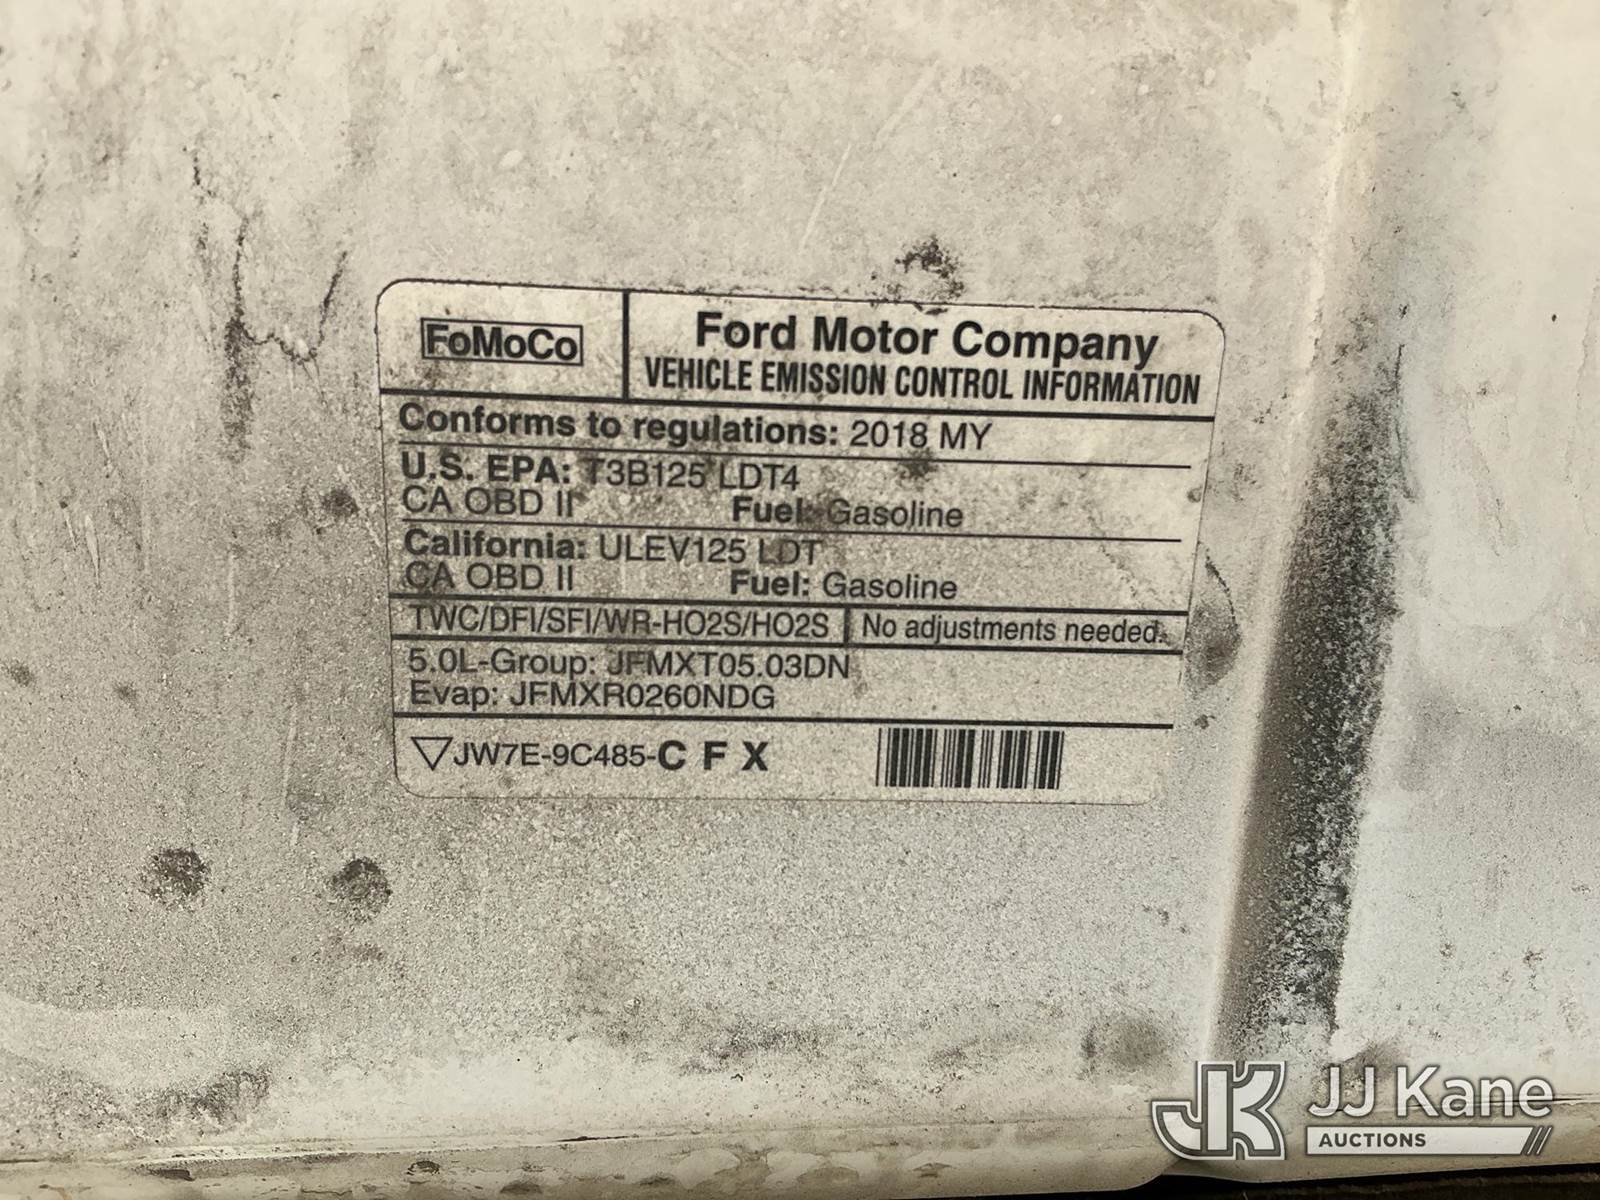 FoMoCo
Ford Motor Company
VEHICLE EMISSION CONTROL INFORMATION
Conforms to regulations: 2018 MY
U.S. EPA: T3B125 LDT4
CA OBD II Fuel: Gasoline
California: ULEV125 LDT
CA OBD II Fuel: Gasoline
TWC/DFI/SFI/WR-HO2S/HO2S No adjustments needed.
5.0L-Group: JFMXT05.03DN
Evap: JFMXR0260NDG
JW7E-9C485-C F X
JK JJ Kane
AUCTIONS